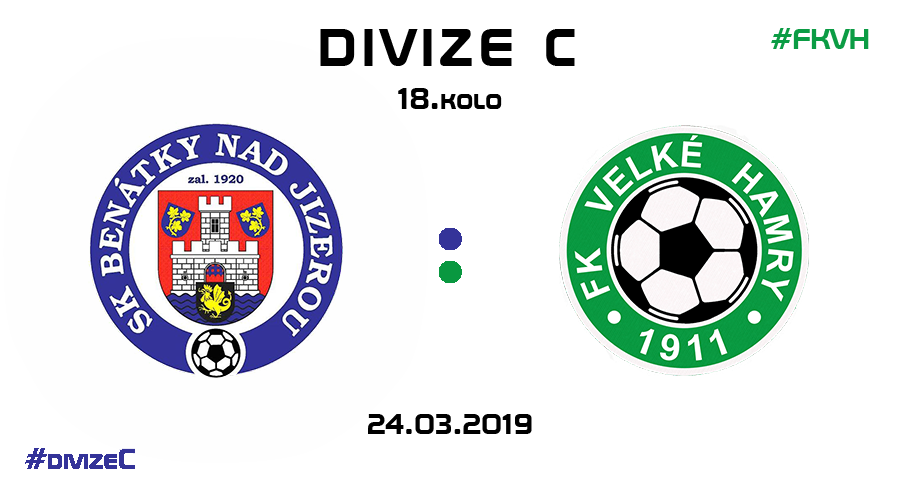 DIVIZE C
#FKVH
18.KOLO
SK BENÁTKY NAD JIZEROU
zal. 1920
FK VELKÉ HAMRY
1911
24.03.2019
#DIVIZEC